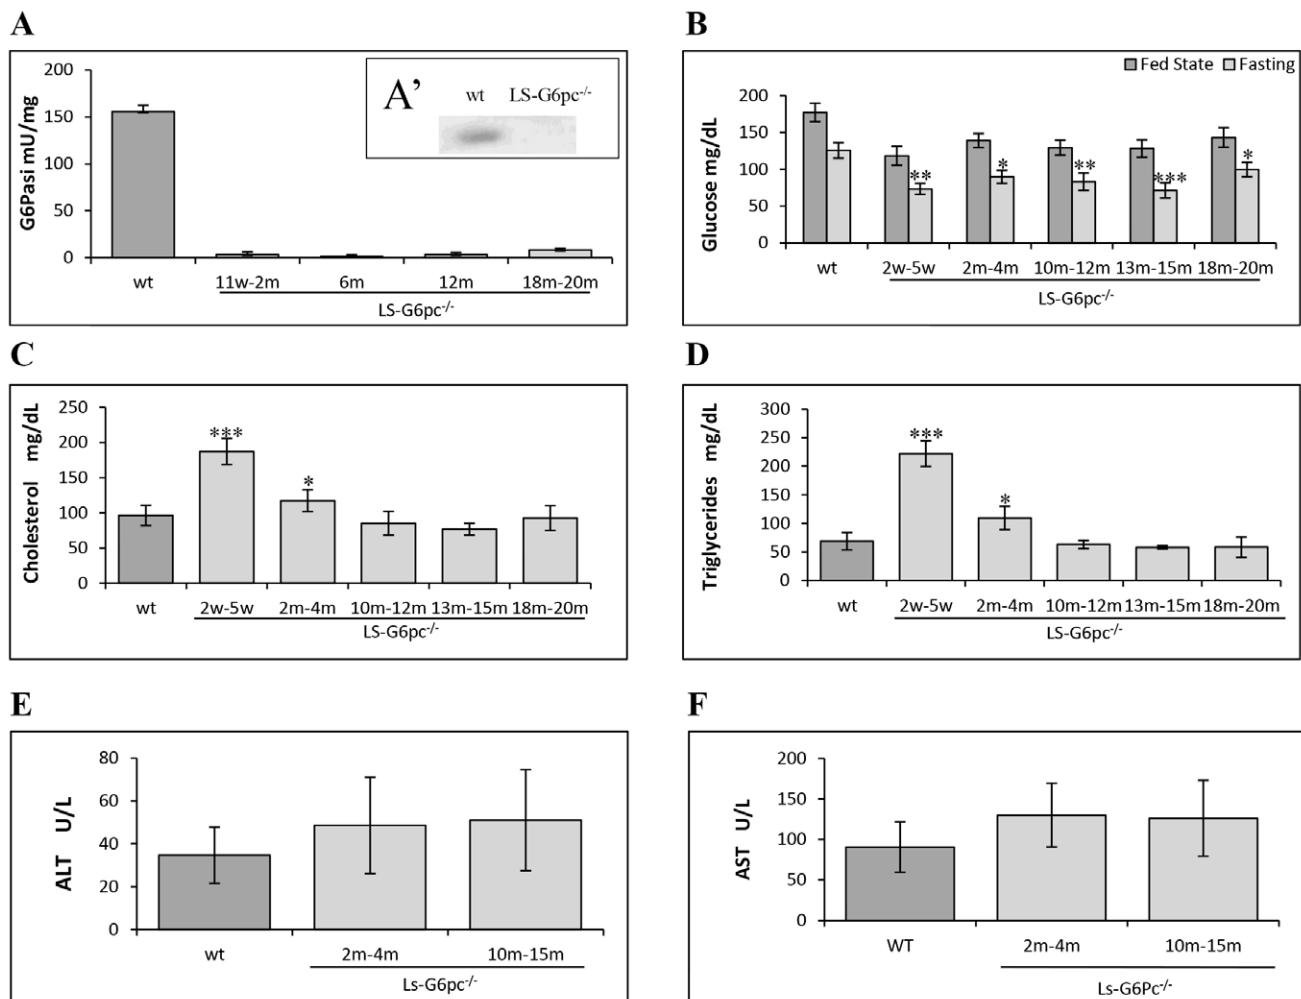 A
G6Pasi mU/mg
200
150
100
50
0
A'
wt LS-G6pc-/-
wt 11w-2m 6m 12m 18m-20m
LS-G6pc-/-
B
Glucose mg/dL
Fed State Fasting
200
150
100
50
0
** * ** *** *
wt 2w-5w 2m-4m 10m-12m 13m-15m 18m-20m
LS-G6pc-/-
C
Cholesterol mg/dL
250
200
150
100
50
0
*** *
wt 2w-5w 2m-4m 10m-12m 13m-15m 18m-20m
LS-G6pc-/-
D
Triglycerides mg/dL
300
250
200
150
100
50
0
*** *
wt 2w-5w 2m-4m 10m-12m 13m-15m 18m-20m
LS-G6pc-/-
E
ALT U/L
80
60
40
20
0
wt 2m-4m 10m-15m
Ls-G6pc-/-
F
AST U/L
200
150
100
50
0
WT 2m-4m 10m-15m
Ls-G6Pc-/-